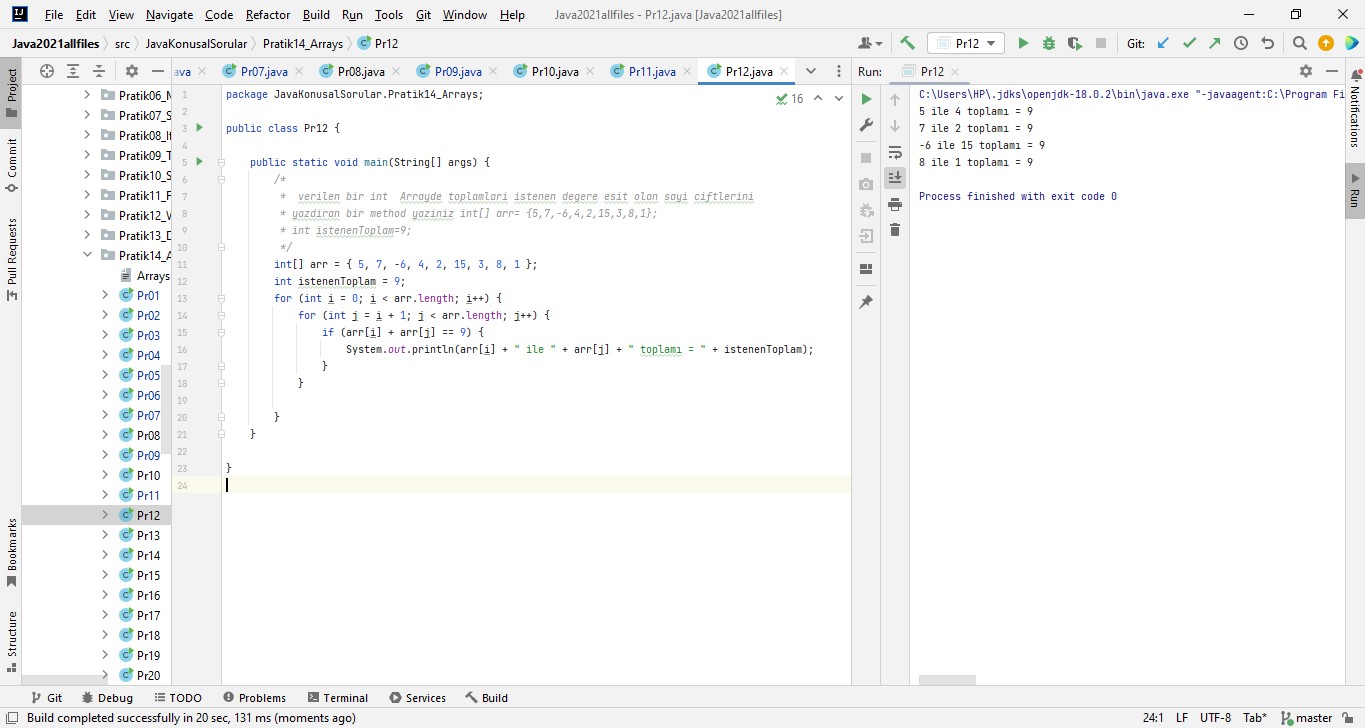 File Edit View Navigate Code Refactor Build Run Tools Git Window Help Java2021allfiles - Pr12.java [Java2021allfiles]
Java2021allfiles src JavaKonusalSorular Pratik14_Arrays Pr12 Pr12 Git:
ava Pr07.java Pr08.java Pr09.java Pr10.java Pr11.java Pr12.java
Run: Pr12
Project
Commit
Pull Requests
Bookmarks
Structure
Pratik06_M
Pratik07_S
Pratik08_It
Pratik09_T
Pratik10_S
Pratik11_F
Pratik12_V
Pratik13_D
Pratik14_A
Arrays
Pr01
Pr02
Pr03
Pr04
Pr05
Pr06
Pr07
Pr08
Pr09
Pr10
Pr11
Pr12
Pr13
Pr14
Pr15
Pr16
Pr17
Pr18
Pr19
Pr20
16
1 package JavaKonusalSorular.Pratik14_Arrays;
2
3 public class Pr12 {
4
5 public static void main(String[] args) {
6 /*
7 * verilen bir int Arrayde toplamlari istenen degere esit olan sayi ciftlerini
8 * yazdiran bir method yaziniz int[] arr= {5,7,-6,4,2,15,3,8,1};
9 * int istenenToplam=9;
10 */
11 int[] arr = { 5, 7, -6, 4, 2, 15, 3, 8, 1 };
12 int istenenToplam = 9;
13 for (int i = 0; i < arr.length; i++) {
14 for (int j = i + 1; j < arr.length; j++) {
15 if (arr[i] + arr[j] == 9) {
16 System.out.println(arr[i] + " ile " + arr[j] + " toplamı = " + istenenToplam);
17 }
18 }
19
20 }
21 }
22
23 }
24
C:\Users\HP\.jdks\openjdk-18.0.2\bin\java.exe "-javaagent:C:\Program Fi
5 ile 4 toplamı = 9
7 ile 2 toplamı = 9
-6 ile 15 toplamı = 9
8 ile 1 toplamı = 9
Process finished with exit code 0
Notifications
Run
Git Debug TODO Problems Terminal Services Build
Build completed successfully in 20 sec, 131 ms (moments ago) 24:1 LF UTF-8 Tab* master